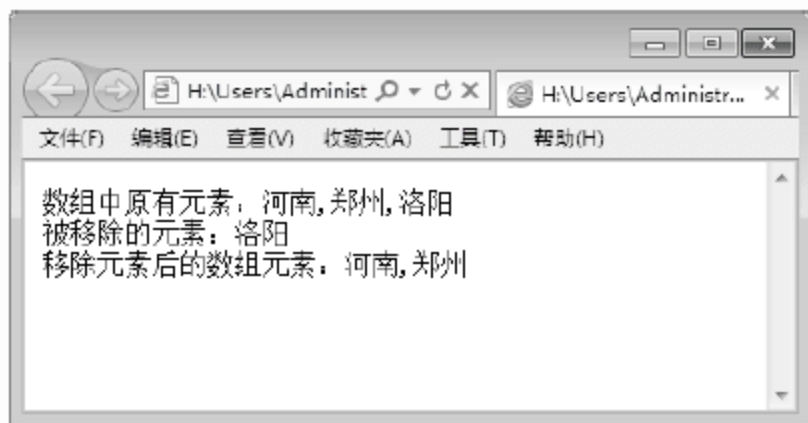 H:\Users\Administ
H:\Users\Administr...
文件(F) 编辑(E) 查看(V) 收藏夹(A) 工具(T) 帮助(H)
数组中原有元素：河南,郑州,洛阳
被移除的元素：洛阳
移除元素后的数组元素：河南,郑州